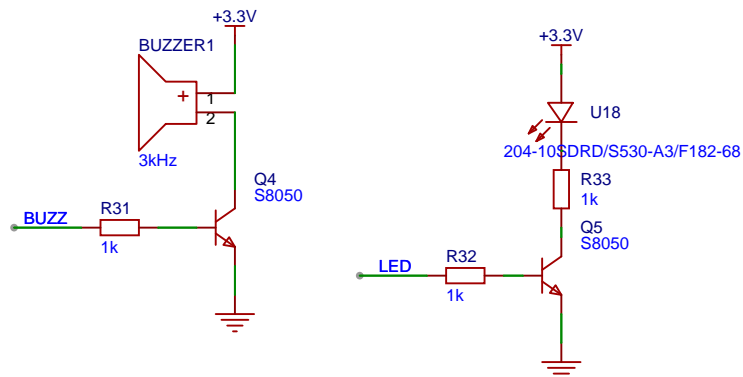 +3.3V
BUZZER1
+
1
2
3kHz
Q4
S8050
BUZZ
R31
1k
+3.3V
U18
204-10SDRD/S530-A3/F182-68
R33
1k
Q5
S8050
LED
R32
1k